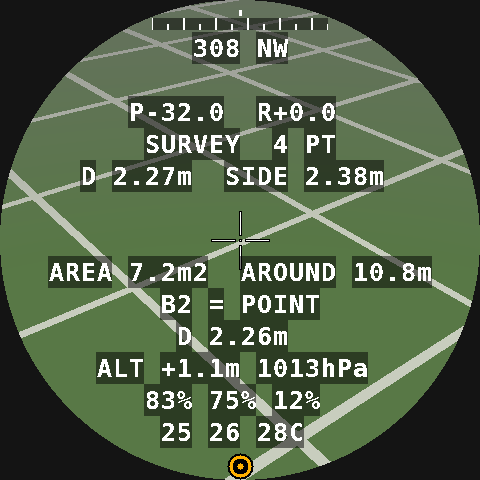 308 NW
P-32.0 R+0.0
SURVEY 4 PT
D 2.27m SIDE 2.38m
AREA 7.2m2 AROUND 10.8m
B2 = POINT
D 2.26m
ALT +1.1m 1013hPa
83% 75% 12%
25 26 28C